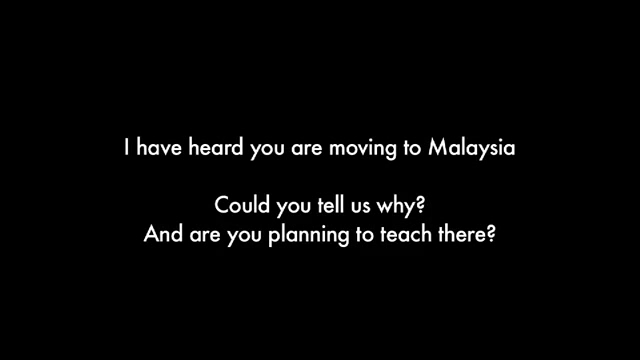 I have heard you are moving to Malaysia
Could you tell us why?
And are you planning to teach there?